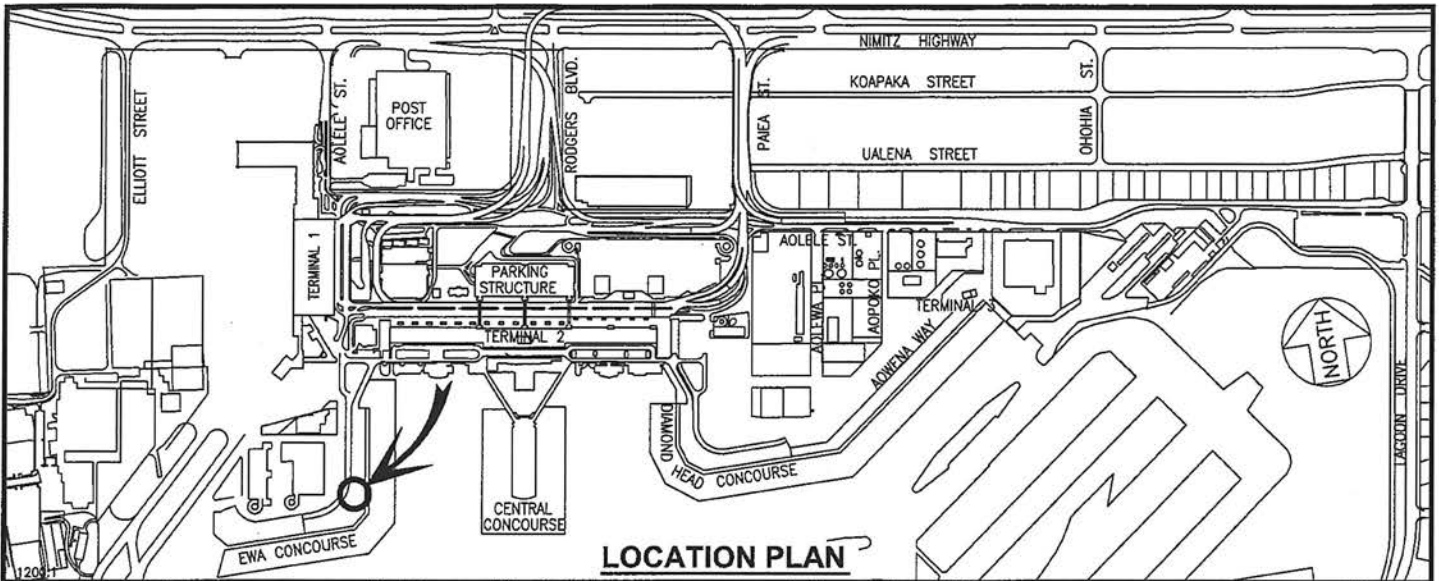 NIMITZ HIGHWAY
KOAPAKA STREET
ST.
OHOHIA
UALENA STREET
PAIEA ST.
RODGERS BLVD.
AOLELE ST.
POST
OFFICE
ELLIOTT STREET
TERMINAL 1
PARKING
STRUCTURE
TERMINAL 2
AOLELE ST.
AOLEWA PL.
AOPOKO PL.
TERMINAL 3
AOWENA WAY
NORTH
LAGOON DRIVE
DIAMOND
HEAD CONCOURSE
CENTRAL
CONCOURSE
EWA CONCOURSE
LOCATION PLAN